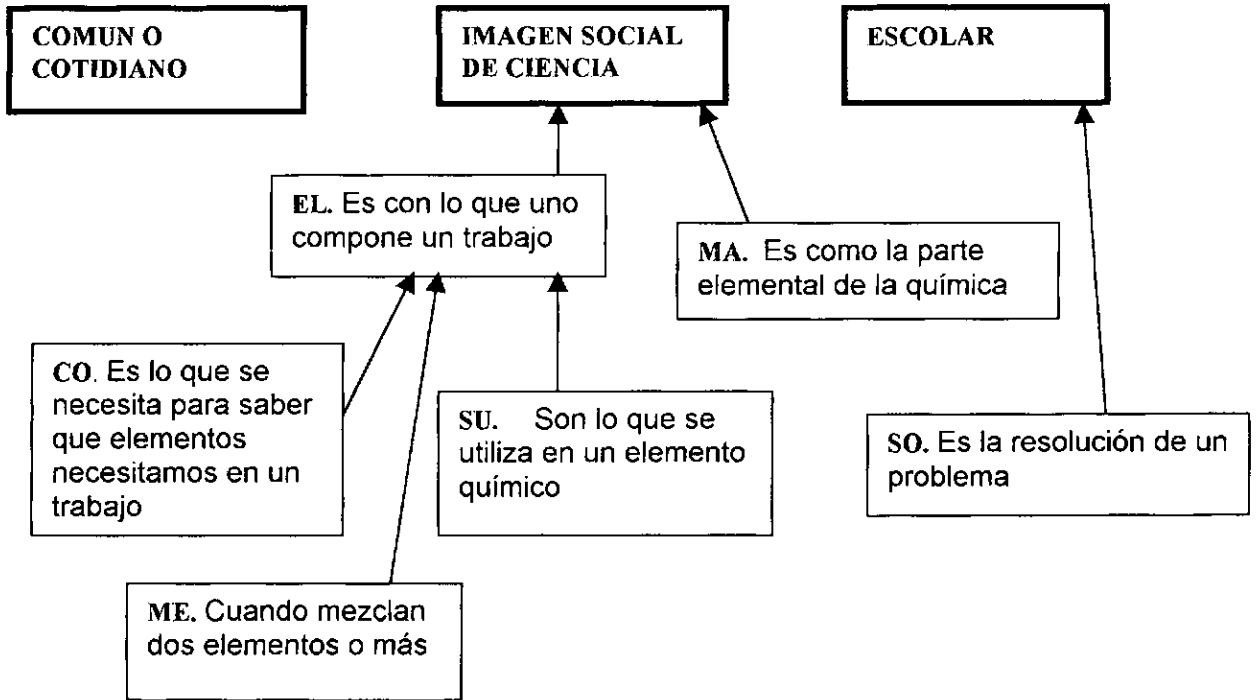 COMUN O
COTIDIANO
IMAGEN SOCIAL
DE CIENCIA
ESCOLAR
EL. Es con lo que uno
compone un trabajo
MA. Es como la parte
elemental de la química
CO. Es lo que se
necesita para saber
que elementos
necesitamos en un
trabajo
SU. Son lo que se
utiliza en un elemento
químico
SO. Es la resolución de un
problema
ME. Cuando mezclan
dos elementos o más